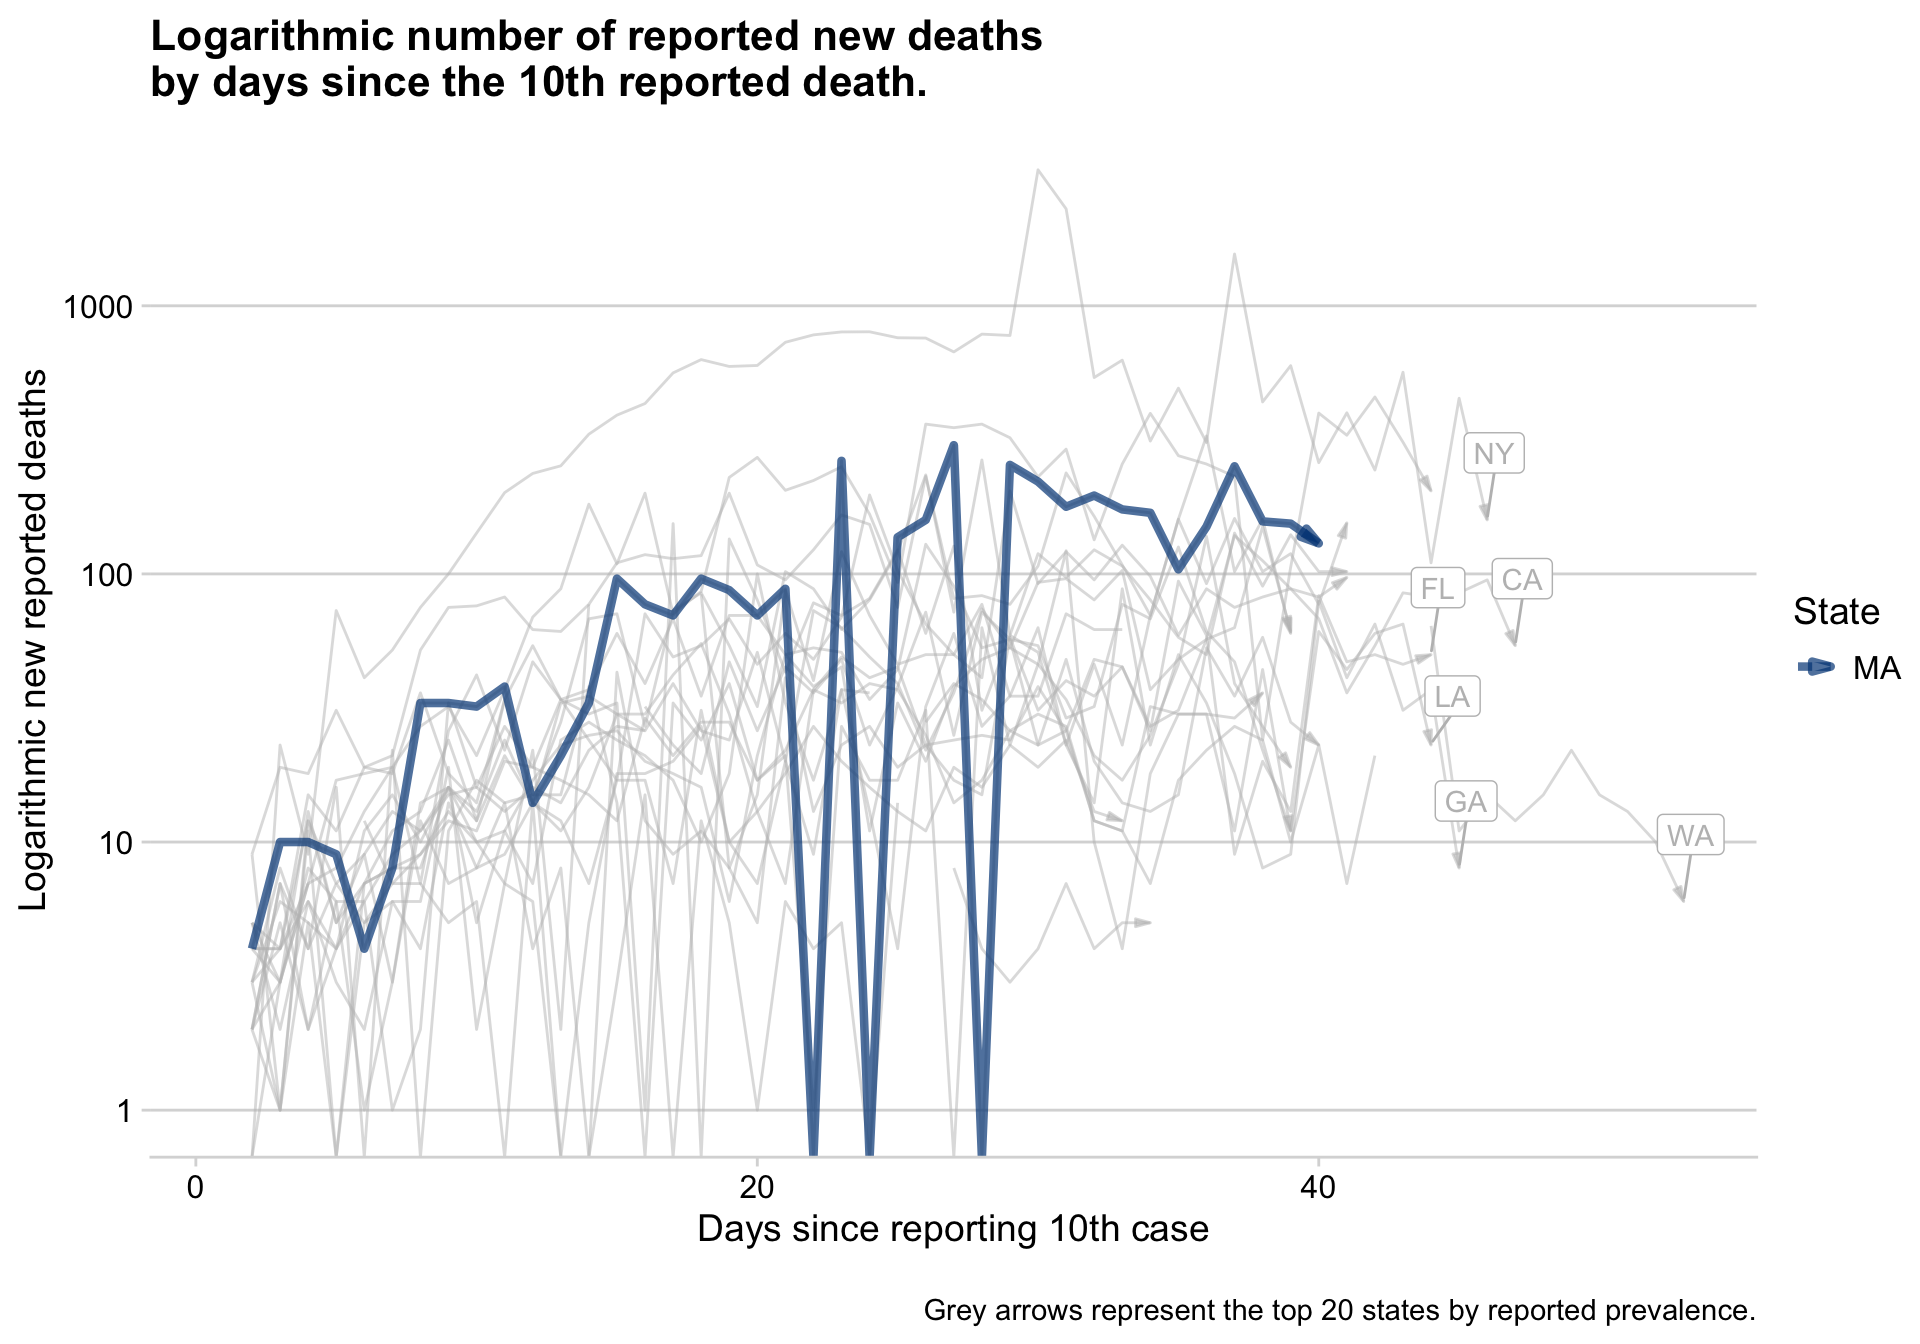 Logarithmic number of reported new deaths
by days since the 10th reported death.
Logarithmic new reported deaths
1000
100
10
1
NY
FL
CA
LA
GA
WA
State
MA
0
20
40
Days since reporting 10th case
Grey arrows represent the top 20 states by reported prevalence.